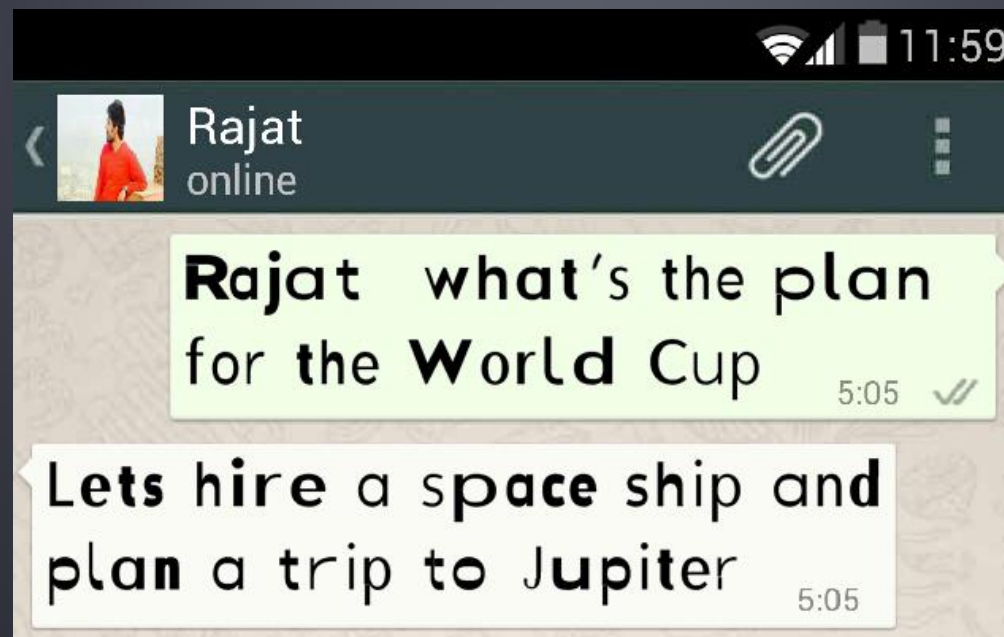 11:59
Rajat
online
Rajat what's the plan
for the World Cup
5:05
Lets hire a space ship and
plan a trip to Jupiter
5:05